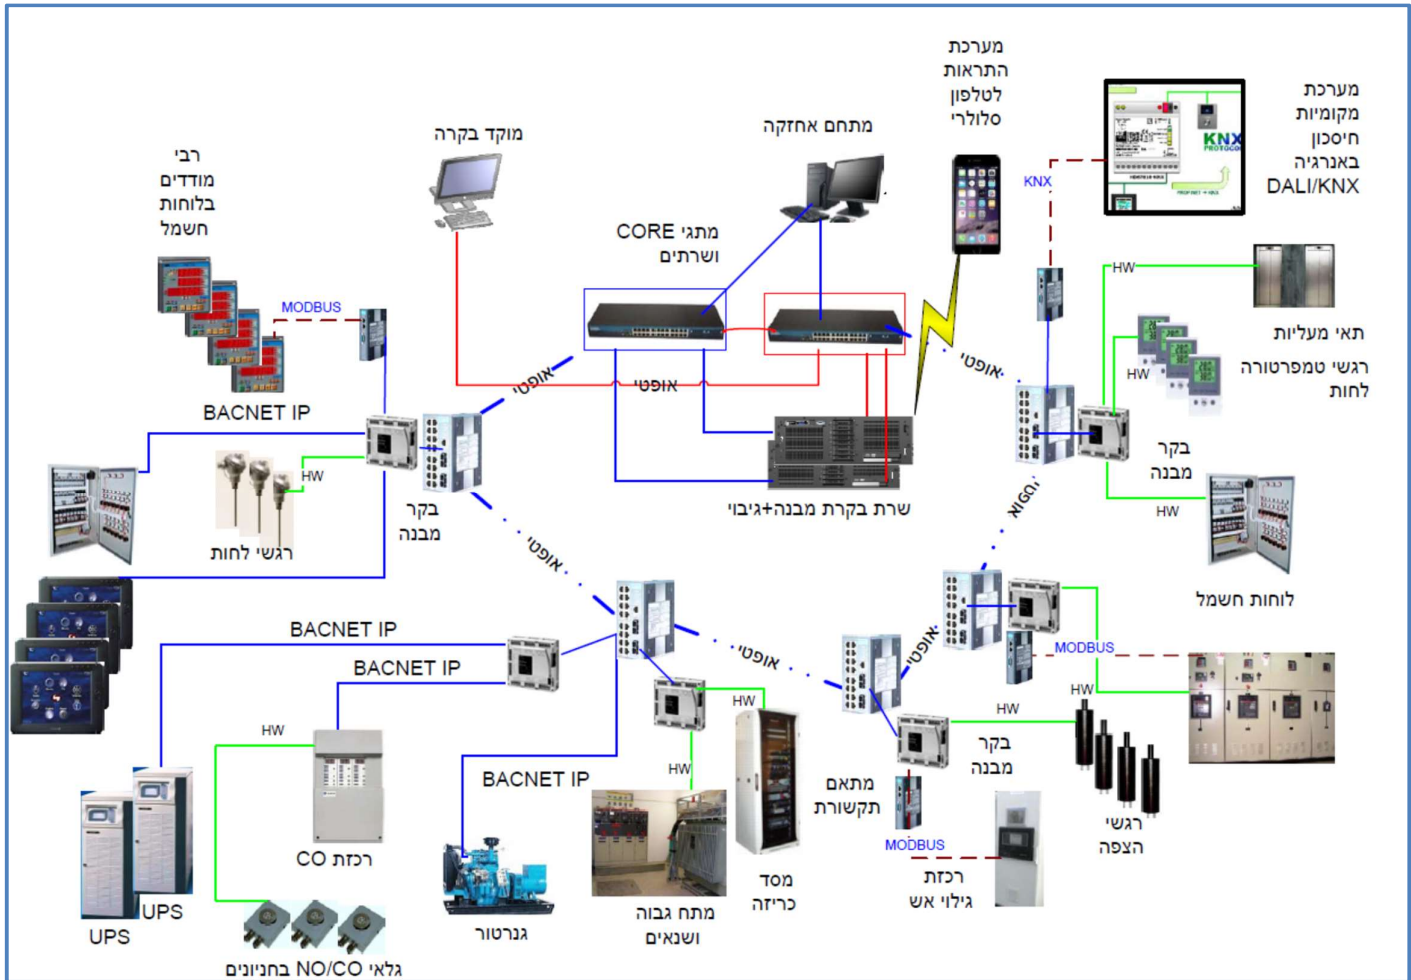 מערכת
התראות
לטלפון
סלולרי
מערכת
מקומיות
חיסכון
באנרגיה
DALI/KNX
KNX
PROTOCOL
PROFINET → KNX
KNX
מתחם אחזקה
מוקד בקרה
רבי
מודדים
בלוחות
חשמל
מתגי CORE
ושרתים
HW
תאי מעליות
MODBUS
אופטי
אופטי
אופטי
רגשי טמפרטורה
לחות
HW
BACNET IP
בקר
מבנה
HW
HW
שרת בקרת מבנה+גיבוי
בקר
מבנה
רגשי לחות
אופטי
אופטי
לוחות חשמל
BACNET IP
אופטי
אופטי
MODBUS
BACNET IP
HW
HW
HW
HW
בקר
מבנה
HW
BACNET IP
מתאם
תקשורת
רגשי
הצפה
MODBUS
רכזת CO
מסד
כריזה
רכזת
גילוי אש
UPS
UPS
גנרטור
מתח גבוה
ושנאים
גלאי NO/CO בחניונים